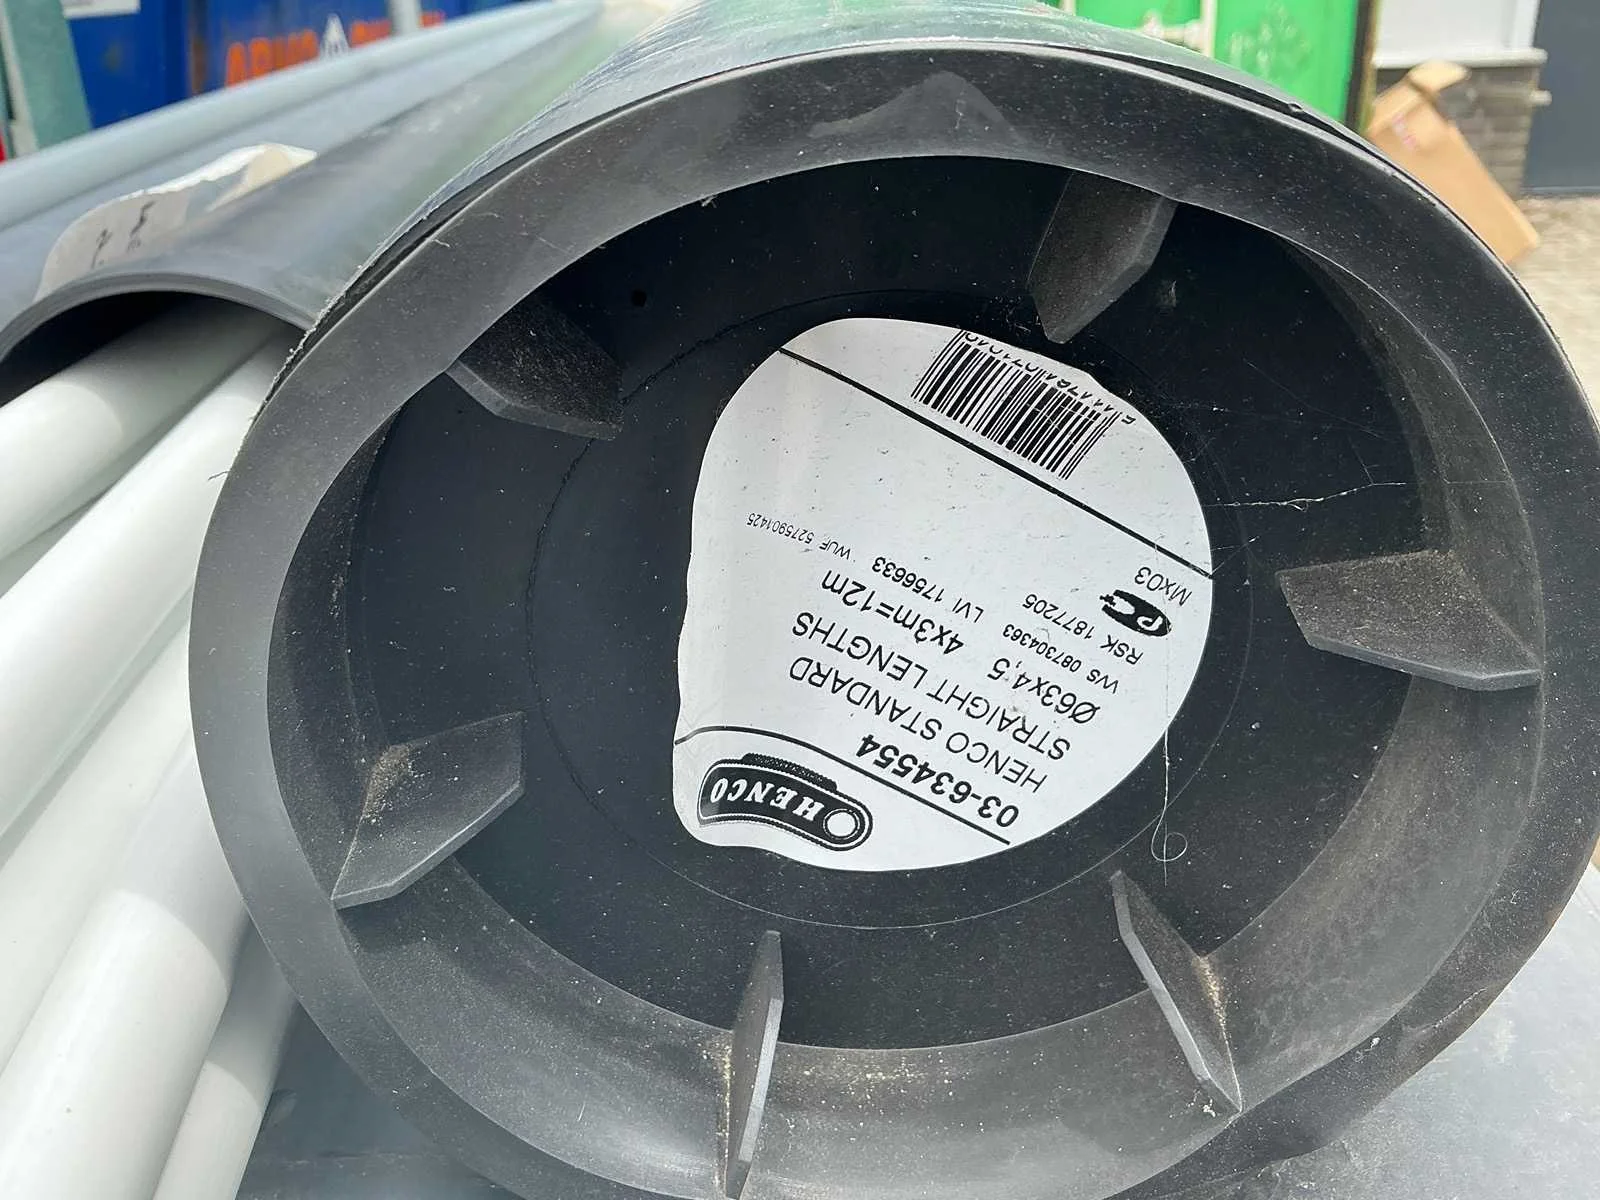 HENCO
03-634554
HENCO STANDARD
STRAIGHT LENGTHS
Ø63x4,5 4x3m=12m
VVS 087304363 LVI 1756633 WUF 5275901425
RSK 1877205
Mx03